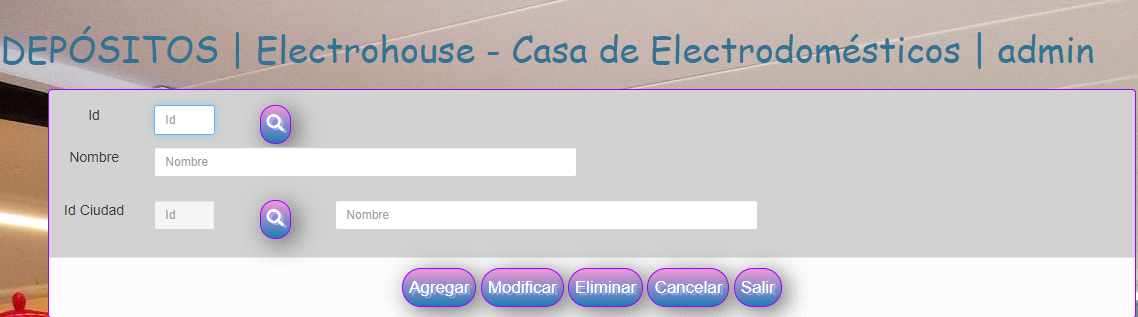 DEPÓSITOS | Electrohouse - Casa de Electrodomésticos | admin
Id Id
Nombre Nombre
Id Ciudad Id Nombre
Agregar Modificar Eliminar Cancelar Salir